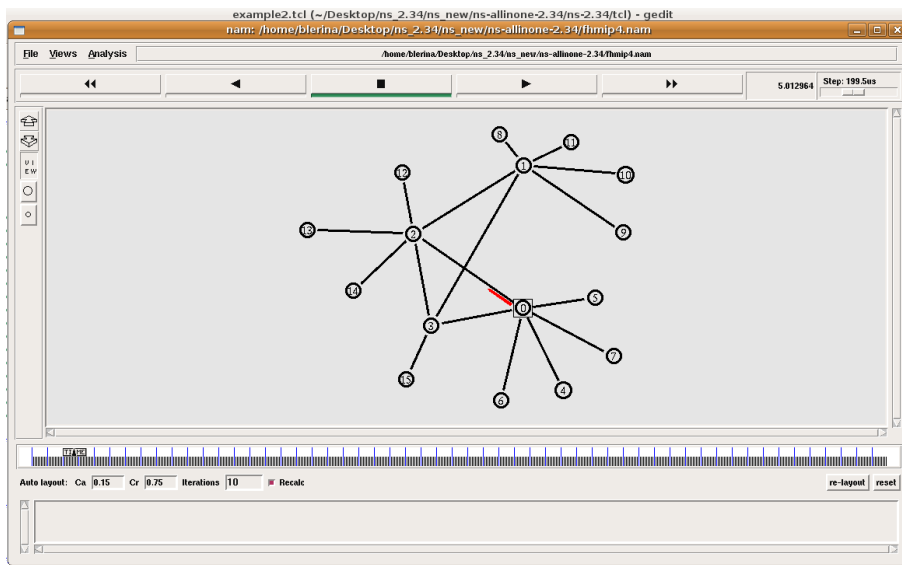 example2.tcl (~/Desktop/ns_2.34/ns_new/ns-allinone-2.34/ns-2.34/tcl) - gedit
nam: /home/blerina/Desktop/ns_2.34/ns_new/ns-allinone-2.34/fhmip4.nam
File Views Analysis /home/blerina/Desktop/ns_2.34/ns_new/ns-allinone-2.34/fhmip4.nam
5.012964 Step: 199.5us
VI
EW
8
11
1
12
10
13
2
9
14
5
0
3
7
15
4
6
TIME
Auto layout: Ca 0.15 Cr 0.75 Iterations 10 Recalc re-layout reset